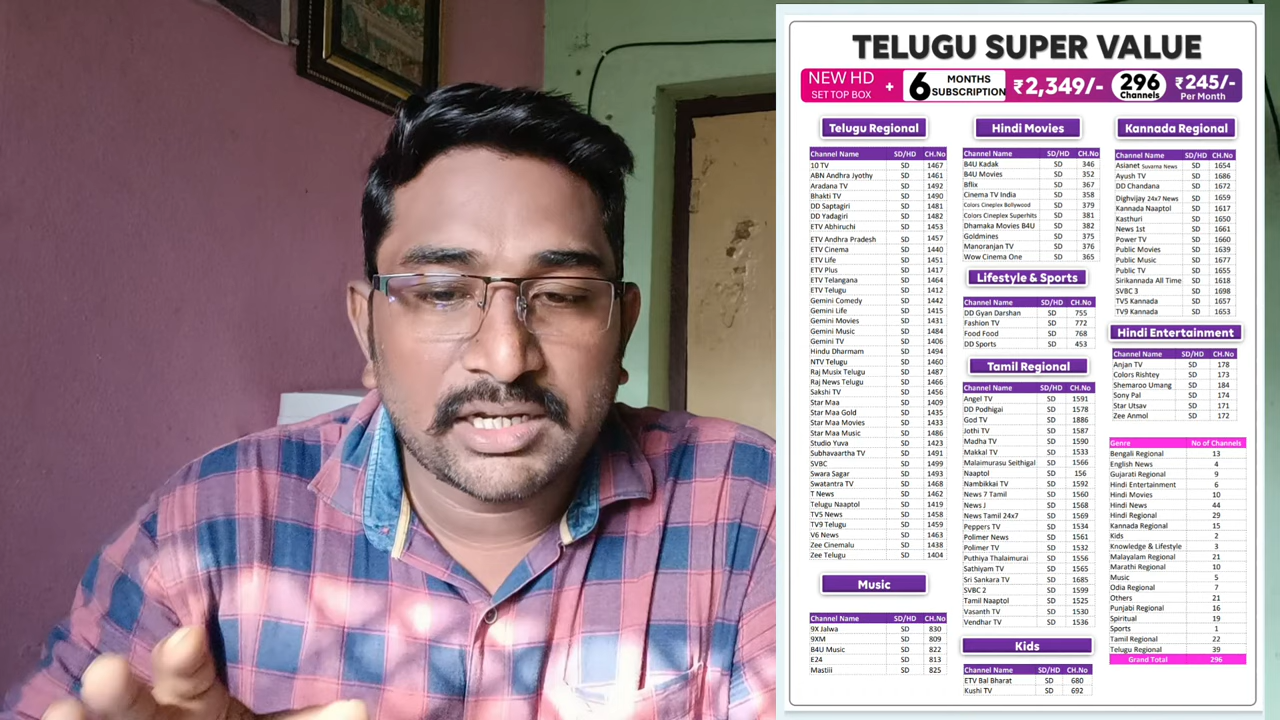 TELUGU SUPER VALUE
NEW HD
SET TOP BOX
+
6
MONTHS
SUBSCRIPTION
₹2,349/-
296
Channels
₹245/-
Per Month
Telugu Regional
Channel Name SD/HD CH.No
10 TV SD 1467
ABN Andhra Jyothy SD 1461
Aradana TV SD 1492
Bhakti TV SD 1490
DD Saptagiri SD 1481
DD Yadagiri SD 1482
ETV Abhiruchi SD 1453
ETV Andhra Pradesh SD 1457
ETV Cinema SD 1440
ETV Life SD 1451
ETV Plus SD 1417
ETV Telangana SD 1464
ETV Telugu SD 1412
Gemini Comedy SD 1442
Gemini Life SD 1415
Gemini Movies SD 1431
Gemini Music SD 1484
Gemini TV SD 1406
Hindu Dharmam SD 1494
NTV Telugu SD 1460
Raj Musix Telugu SD 1487
Raj News Telugu SD 1466
Sakshi TV SD 1456
Star Maa SD 1409
Star Maa Gold SD 1435
Star Maa Movies SD 1433
Star Maa Music SD 1486
Studio Yuva SD 1423
Subhavaartha TV SD 1491
SVBC SD 1499
Swara Sagar SD 1493
Swatantra TV SD 1468
T News SD 1462
Telugu Naaptol SD 1419
TV5 News SD 1458
TV9 Telugu SD 1459
V6 News SD 1463
Zee Cinemalu SD 1438
Zee Telugu SD 1404
Music
Channel Name SD/HD CH.No
9X Jalwa SD 830
9XM SD 809
B4U Music SD 822
E24 SD 813
Mastiii SD 825
Hindi Movies
Channel Name SD/HD CH.No
B4U Kadak SD 346
B4U Movies SD 352
Bflix SD 367
Cinema TV India SD 358
Colors Cineplex Bollywood SD 379
Colors Cineplex Superhits SD 381
Dhamaka Movies B4U SD 382
Goldmines SD 375
Manoranjan TV SD 376
Wow Cinema One SD 365
Lifestyle & Sports
Channel Name SD/HD CH.No
DD Gyan Darshan SD 755
Fashion TV SD 772
Food Food SD 768
DD Sports SD 453
Tamil Regional
Channel Name SD/HD CH.No
Angel TV SD 1591
DD Podhigai SD 1578
God TV SD 1886
Jothi TV SD 1587
Madha TV SD 1590
Makkal TV SD 1533
Malaimurasu Seithigal SD 1566
Naaptol SD 156
Nambikkai TV SD 1592
News 7 Tamil SD 1560
News J SD 1568
News Tamil 24x7 SD 1569
Peppers TV SD 1534
Polimer News SD 1561
Polimer TV SD 1532
Puthiya Thalaimurai SD 1556
Sathiyam TV SD 1565
Sri Sankara TV SD 1685
SVBC 2 SD 1599
Tamil Naaptol SD 1525
Vasanth TV SD 1530
Vendhar TV SD 1536
Kids
Channel Name SD/HD CH.No
ETV Bal Bharat SD 680
Kushi TV SD 692
Kannada Regional
Channel Name SD/HD CH.No
Asianet Suvarna News SD 1654
Ayush TV SD 1686
DD Chandana SD 1672
Dighvijay 24x7 News SD 1659
Kannada Naaptol SD 1617
Kasthuri SD 1650
News 1st SD 1661
Power TV SD 1660
Public Movies SD 1639
Public Music SD 1677
Public TV SD 1655
Sirikannada All Time SD 1618
SVBC 3 SD 1698
TV5 Kannada SD 1657
TV9 Kannada SD 1653
Hindi Entertainment
Channel Name SD/HD CH.No
Anjan TV SD 178
Colors Rishtey SD 173
Shemaroo Umang SD 184
Sony Pal SD 174
Star Utsav SD 171
Zee Anmol SD 172
Genre No of Channels
Bengali Regional 13
English News 4
Gujarati Regional 9
Hindi Entertainment 6
Hindi Movies 10
Hindi News 44
Hindi Regional 29
Kannada Regional 15
Kids 2
Knowledge & Lifestyle 3
Malayalam Regional 21
Marathi Regional 10
Music 5
Odia Regional 7
Others 21
Punjabi Regional 16
Spiritual 19
Sports 1
Tamil Regional 22
Telugu Regional 39
Grand Total 296